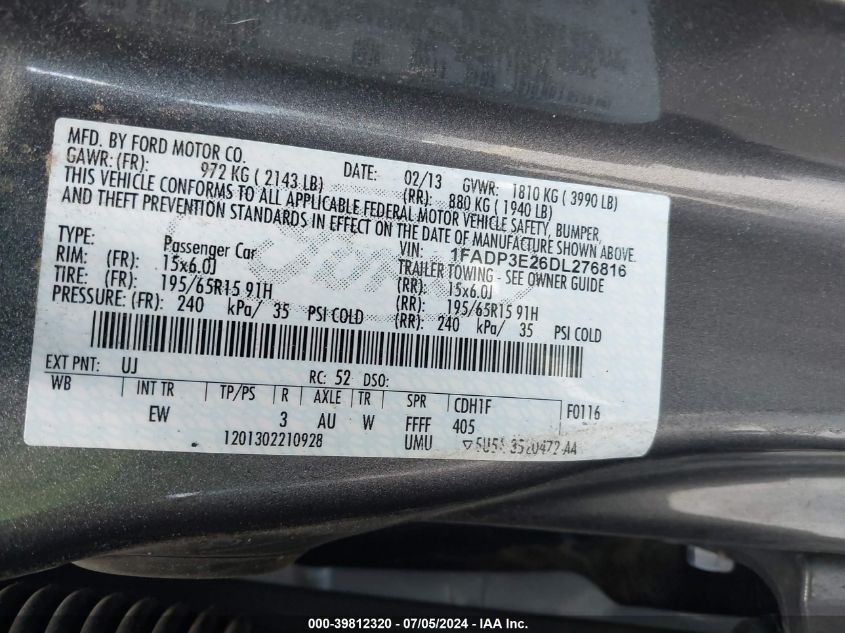 MFD. BY FORD MOTOR CO. DATE: 02/13 GVWR: 1810 KG ( 3990 LB)
GAWR: (FR): 972 KG ( 2143 LB) (RR): 880 KG ( 1940 LB)
THIS VEHICLE CONFORMS TO ALL APPLICABLE FEDERAL MOTOR VEHICLE SAFETY, BUMPER,
AND THEFT PREVENTION STANDARDS IN EFFECT ON THE DATE OF MANUFACTURE SHOWN ABOVE.
VIN: 1FADP3E26DL276816
TYPE: Passenger Car TRAILER TOWING - SEE OWNER GUIDE
RIM: (FR): 15x6.0J (RR): 15x6.0J
TIRE: (FR): 195/65R15 91H (RR): 195/65R15 91H
PRESSURE: (FR): 240 kPa/ 35 PSI COLD (RR): 240 kPa/ 35 PSI COLD
EXT PNT: UJ RC: 52 DSO:
WB INT TR TP/PS R AXLE TR SPR CDH1F F0116
EW 3 AU W FFFF 405
1201302210928 UMU 3520472 AA
000-39812320 - 07/05/2024 - IAA Inc.